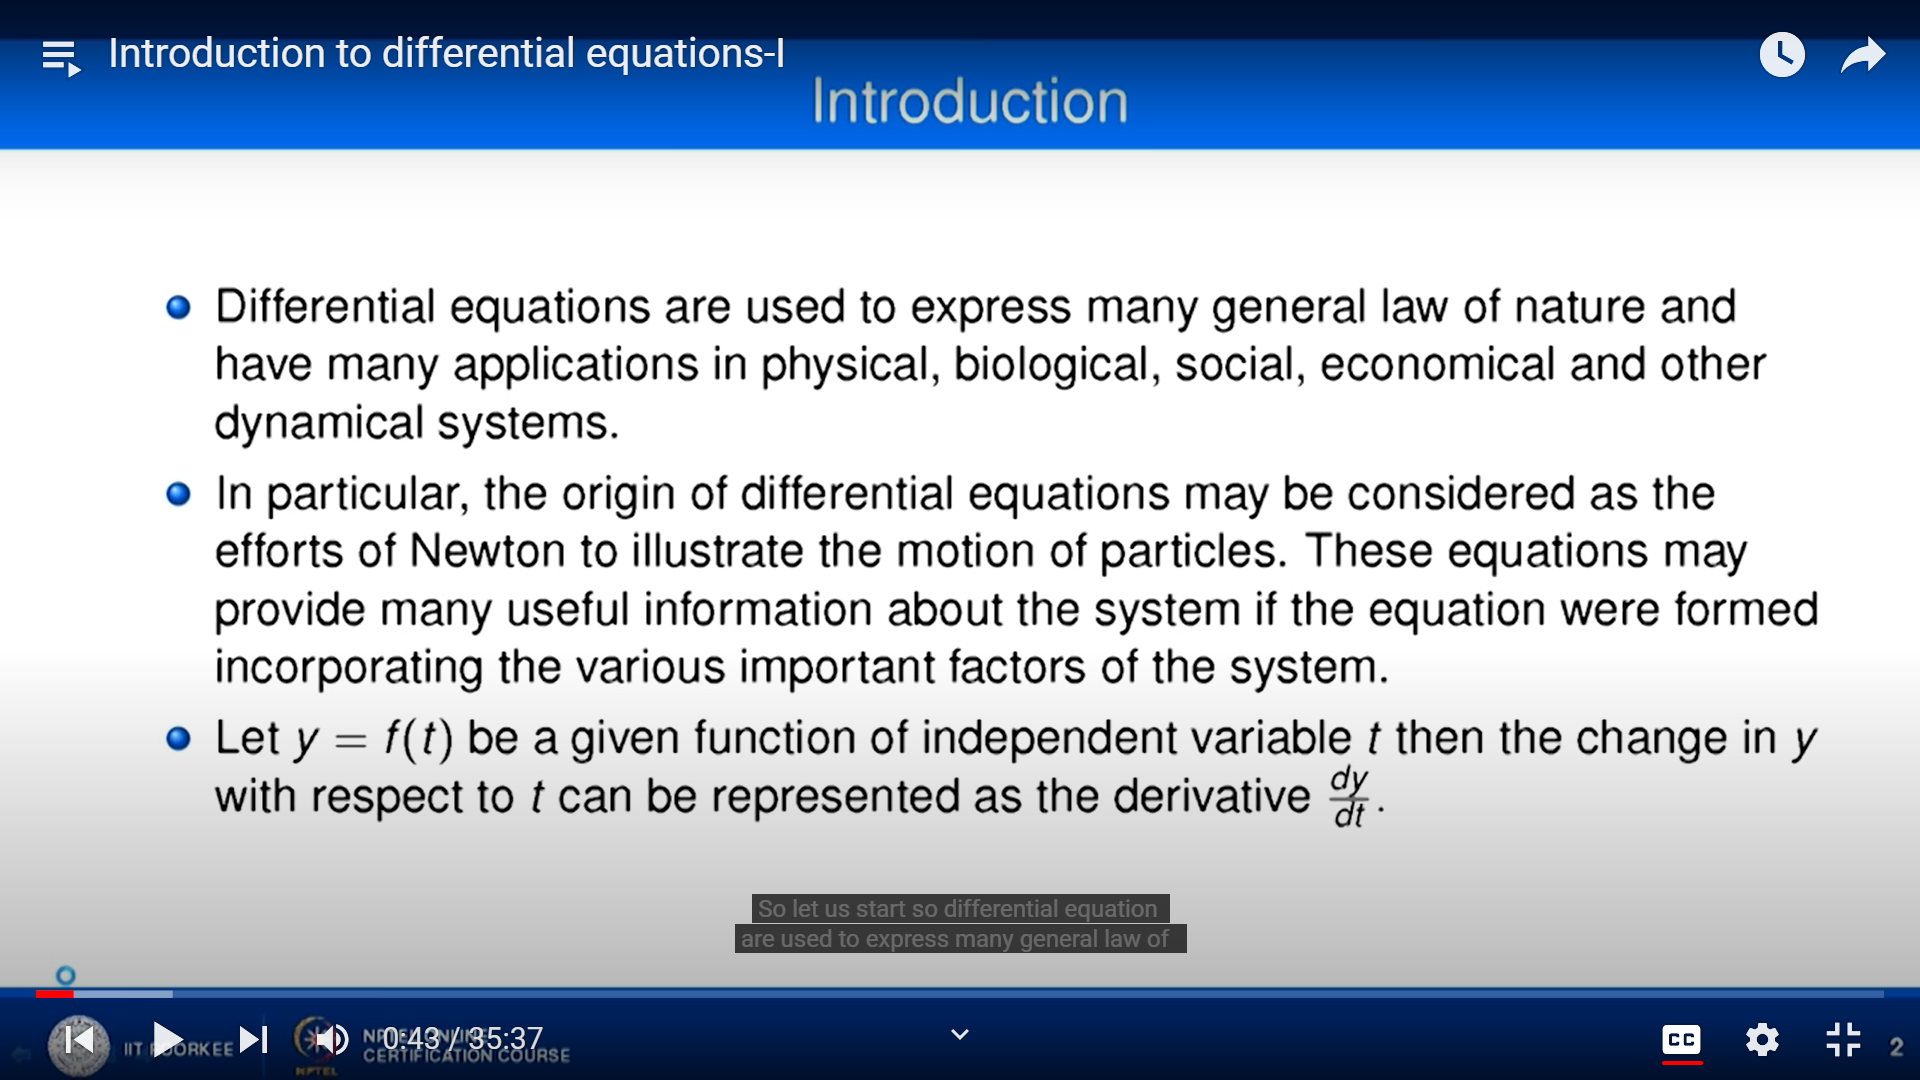 Introduction to differential equations-I
Introduction
Differential equations are used to express many general law of nature and
have many applications in physical, biological, social, economical and other
dynamical systems.
In particular, the origin of differential equations may be considered as the
efforts of Newton to illustrate the motion of particles. These equations may
provide many useful information about the system if the equation were formed
incorporating the various important factors of the system.
Let y = f(t) be a given function of independent variable t then the change in y
with respect to t can be represented as the derivative dy/dt.
So let us start so differential equation
are used to express many general law of
IIT ROORKEE
0:43 / 35:37
NPTEL ONLINE
CERTIFICATION COURSE
NPTEL
CC
2